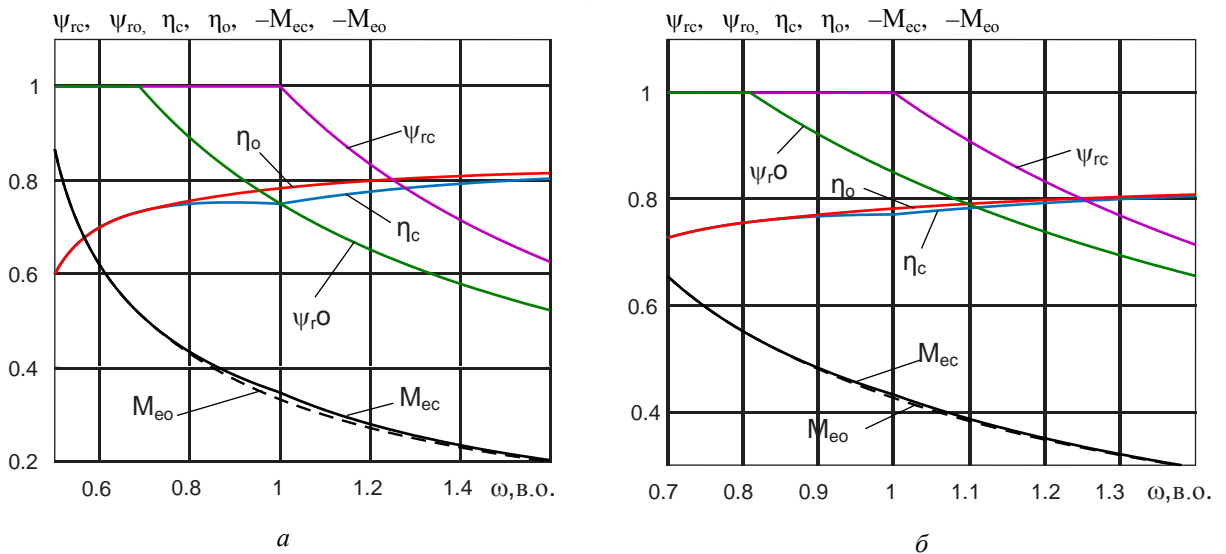 ψrc, ψro, ηc, ηo, –Mec, –Meo
1
0.8
0.6
0.4
0.2
ηo
ψrc
ηc
ψro
Meo
Mec
0.6 0.8 1 1.2 1.4 ω,в.о.
а
ψrc, ψro, ηc, ηo, –Mec, –Meo
1
0.8
0.6
0.4
ψro
ψrc
ηo
ηc
Mec
Meo
0.7 0.8 0.9 1 1.1 1.2 1.3 ω,в.о.
б